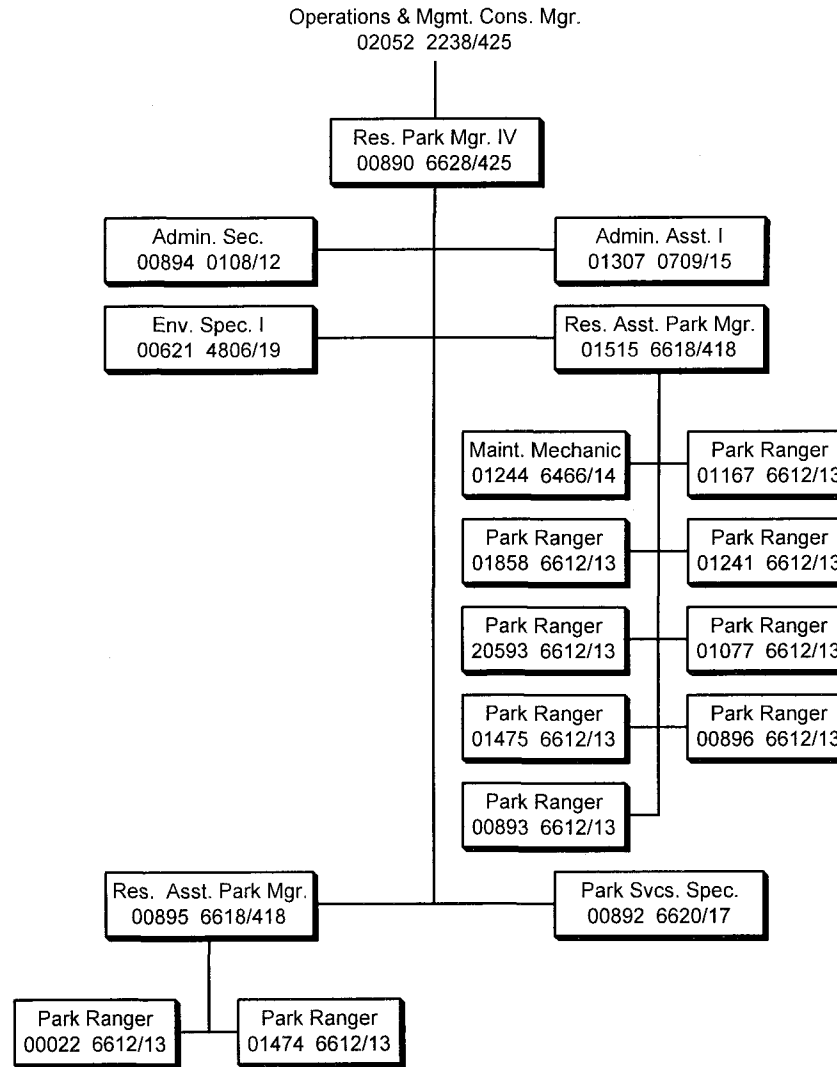 Operations & Mgmt. Cons. Mgr.
02052 2238/425
Res. Park Mgr. IV
00890 6628/425
Admin. Sec.
00894 0108/12
Admin. Asst. I
01307 0709/15
Env. Spec. I
00621 4806/19
Res. Asst. Park Mgr.
01515 6618/418
Maint. Mechanic
01244 6466/14
Park Ranger
01167 6612/13
Park Ranger
01858 6612/13
Park Ranger
01241 6612/13
Park Ranger
20593 6612/13
Park Ranger
01077 6612/13
Park Ranger
01475 6612/13
Park Ranger
00896 6612/13
Park Ranger
00893 6612/13
Res. Asst. Park Mgr.
00895 6618/418
Park Svcs. Spec.
00892 6620/17
Park Ranger
00022 6612/13
Park Ranger
01474 6612/13